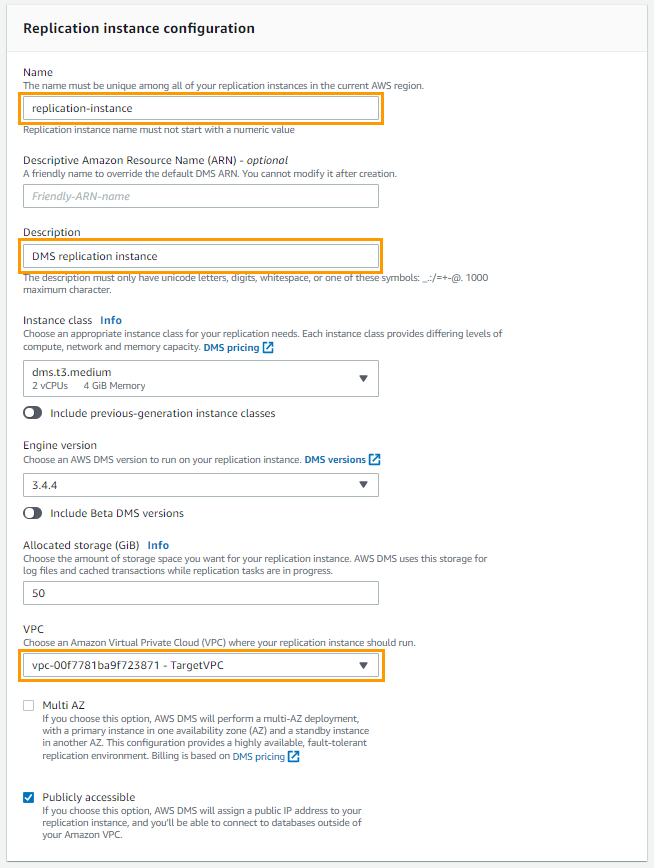 Replication instance configuration
Name
The name must be unique among all of your replication instances in the current AWS region.
replication-instance
Replication instance name must not start with a numeric value
Descriptive Amazon Resource Name (ARN) - optional
A friendly name to override the default DMS ARN. You cannot modify it after creation.
Friendly-ARN-name
Description
DMS replication instance
The description must only have unicode letters, digits, whitespace, or one of these symbols: _.:/=+-@. 1000
maximum character.
Instance class Info
Choose an appropriate instance class for your replication needs. Each instance class provides differing levels of
compute, network and memory capacity. DMS pricing
dms.t3.medium
2 vCPUs 4 GiB Memory
Include previous-generation instance classes
Engine version
Choose an AWS DMS version to run on your replication instance. DMS versions
3.4.4
Include Beta DMS versions
Allocated storage (GiB) Info
Choose the amount of storage space you want for your replication instance. AWS DMS uses this storage for
log files and cached transactions while replication tasks are in progress.
50
VPC
Choose an Amazon Virtual Private Cloud (VPC) where your replication instance should run.
vpc-00f7781ba9f723871 - TargetVPC
Multi AZ
If you choose this option, AWS DMS will perform a multi-AZ deployment,
with a primary instance in one availability zone (AZ) and a standby instance
in another AZ. This configuration provides a highly available, fault-tolerant
replication environment. Billing is based on DMS pricing
Publicly accessible
If you choose this option, AWS DMS will assign a public IP address to your
replication instance, and you'll be able to connect to databases outside of
your Amazon VPC.